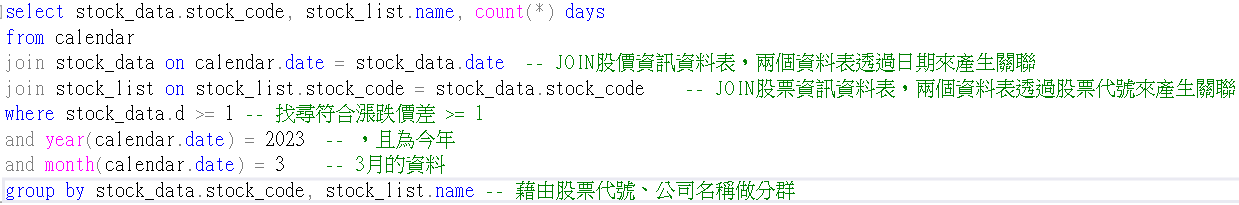 select stock_data.stock_code, stock_list.name, count(*) days
from calendar
join stock_data on calendar.date = stock_data.date  -- JOIN股價資訊資料表，兩個資料表透過日期來產生關聯
join stock_list on stock_list.stock_code = stock_data.stock_code    -- JOIN股票資訊資料表，兩個資料表透過股票代號來產生關聯
where stock_data.d >= 1 -- 找尋符合漲跌價差 >= 1
and year(calendar.date) = 2023  -- ，且為今年
and month(calendar.date) = 3    -- 3月的資料
group by stock_data.stock_code, stock_list.name -- 藉由股票代號、公司名稱做分群